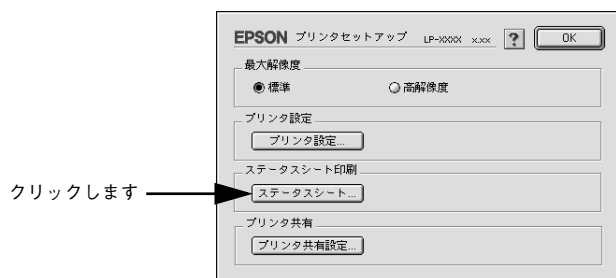 EPSON プリンタセットアップ LP-XXXX x.xx ? OK
最大解像度
標準 高解像度
プリンタ設定
プリンタ設定...
ステータスシート印刷
クリックします ステータスシート...
プリンタ共有
プリンタ共有設定...